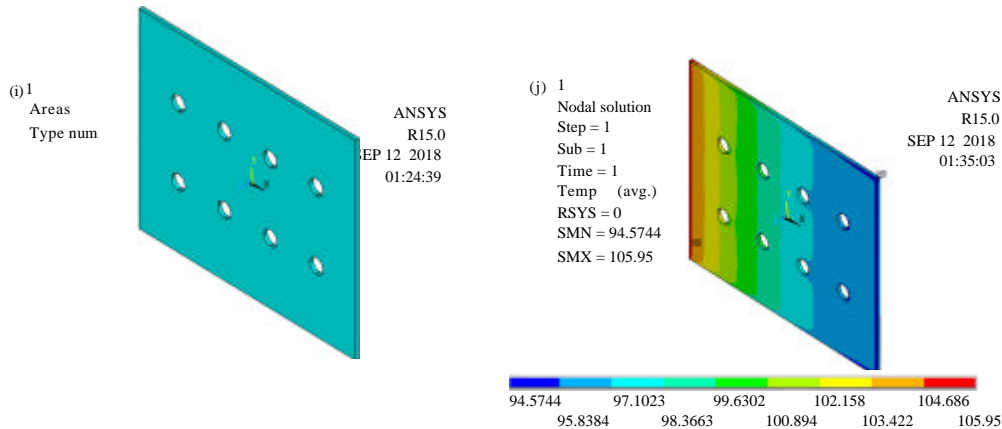 (i) 1
Areas
Type num
ANSYS
R15.0
SEP 12 2018
01:24:39
(j) 1
Nodal solution
Step = 1
Sub = 1
Time = 1
Temp (avg.)
RSYS = 0
SMN = 94.5744
SMX = 105.95
ANSYS
R15.0
SEP 12 2018
01:35:03
Y
X
94.5744 97.1023 99.6302 102.158 104.686
95.8384 98.3663 100.894 103.422 105.95